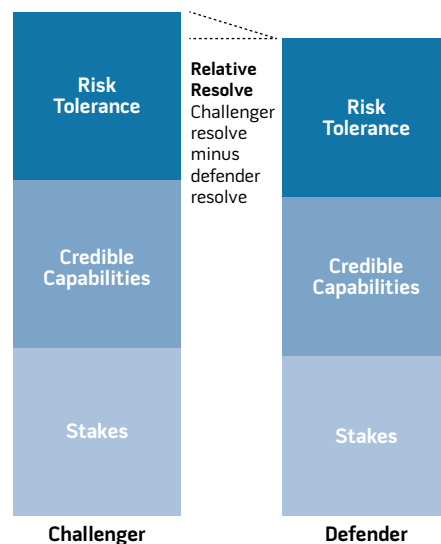 Risk
Tolerance
Credible
Capabilities
Stakes
Challenger
Relative
Resolve
Challenger
resolve
minus
defender
resolve
Risk
Tolerance
Credible
Capabilities
Stakes
Defender